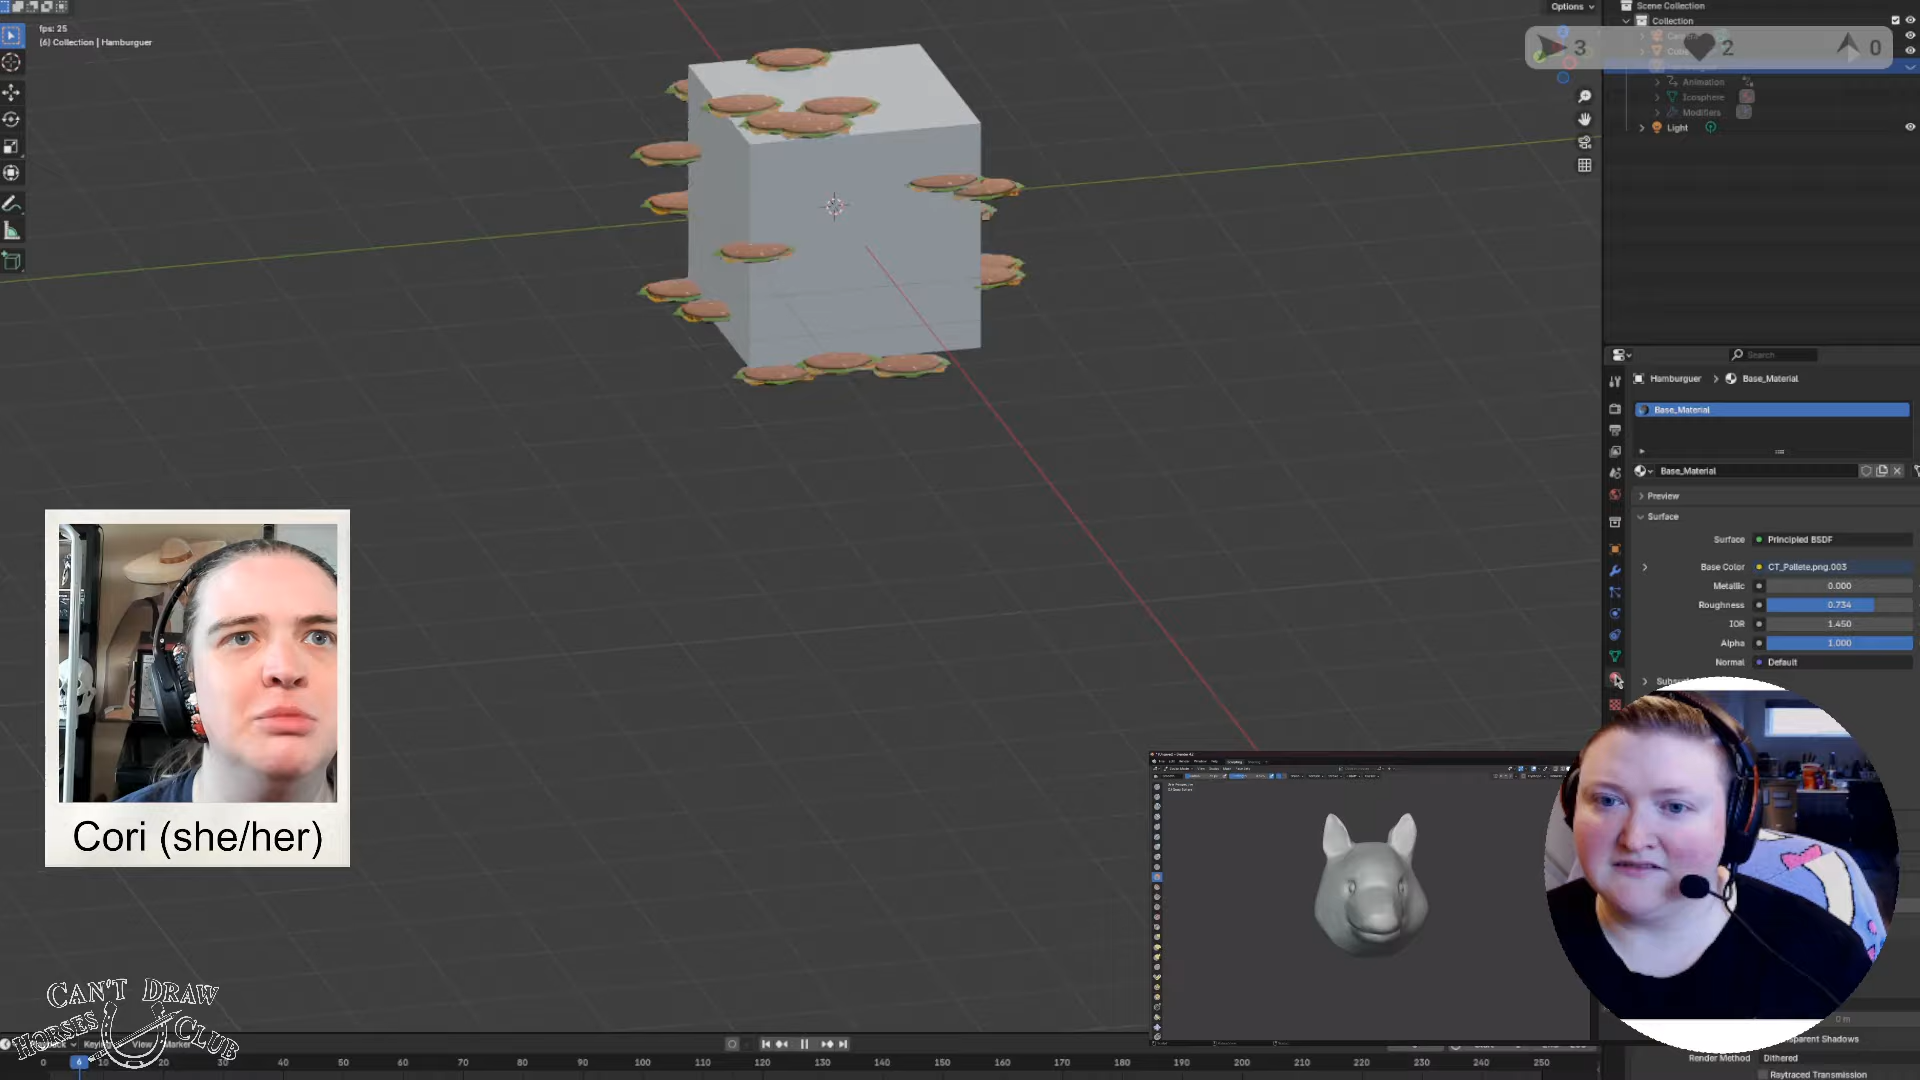 Options
Scene Collection
fps: 25
(6) Collection | Hamburguer
Collection
3
2
0
Animation
Icosphere
Modifiers
Light
Search
Hamburguer
Base_Material
Base_Material
Base_Material
Preview
Surface
Surface
Principled BSDF
Base Color
CT_Pallete.png.003
Metallic
0.000
Roughness
0.734
IOR
1.450
Alpha
1.000
Normal
Default
Cori (she/her)
CAN'T DRAW
HORSES
CLUB
View
Marker
0
6
10
20
30
40
50
60
70
80
90
100
110
120
130
140
150
160
170
180
190
200
210
220
230
240
250
0 m
Render Method
Dithered
Raytraced Transmission